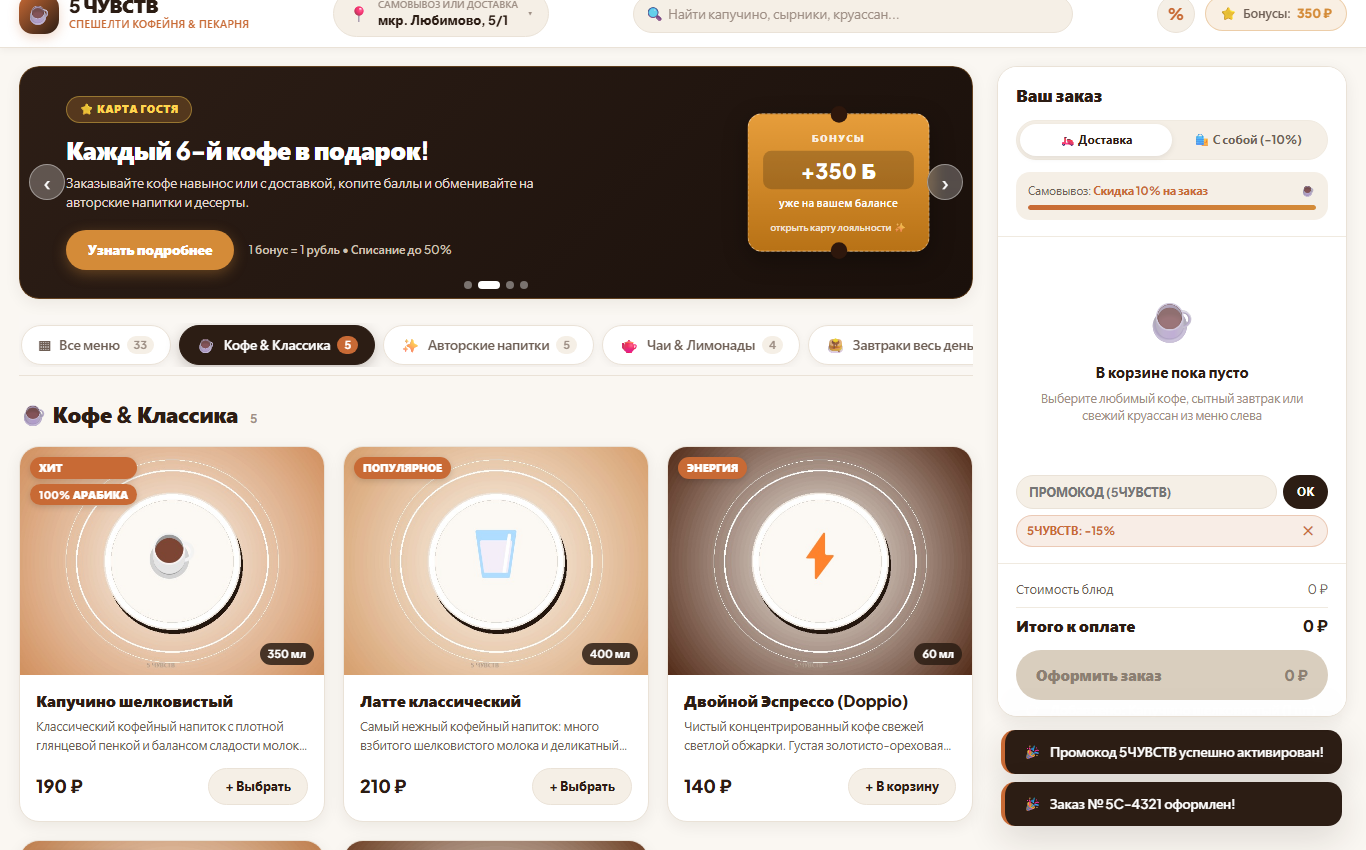 5 ЧУВСТВ
СПЕШЕЛТИ КОФЕЙНЯ & ПЕКАРНЯ
САМОВЫВОЗ ИЛИ ДОСТАВКА
мкр. Любимово, 5/1
Найти капучино, сырники, круассан...
%
Бонусы: 350 ₽
КАРТА ГОСТЯ
Каждый 6-й кофе в подарок!
Заказывайте кофе навынос или с доставкой, копите баллы и обменивайте на
авторские напитки и десерты.
Узнать подробнее
1 бонус = 1 рубль • Списание до 50%
БОНУСЫ
+350 Б
уже на вашем балансе
открыть карту лояльности
Все меню 33
Кофе & Классика 5
Авторские напитки 5
Чаи & Лимонады 4
Завтраки весь день
Кофе & Классика 5
ХИТ
100% АРАБИКА
350 мл
Капучино шелковистый
Классический кофейный напиток с плотной
глянцевой пенкой и балансом сладости молок...
190 ₽
+ Выбрать
ПОПУЛЯРНОЕ
400 мл
Латте классический
Самый нежный кофейный напиток: много
взбитого шелковистого молока и деликатный...
210 ₽
+ Выбрать
ЭНЕРГИЯ
60 мл
Двойной Эспрессо (Doppio)
Чистый концентрированный кофе свежей
светлой обжарки. Густая золотисто-ореховая...
140 ₽
+ В корзину
Ваш заказ
Доставка
С собой (-10%)
Самовывоз: Скидка 10% на заказ
В корзине пока пусто
Выберите любимый кофе, сытный завтрак или
свежий круассан из меню слева
ПРОМОКОД (5ЧУВСТВ)
ОК
5ЧУВСТВ: -15%
Стоимость блюд 0 ₽
Итого к оплате 0 ₽
Оформить заказ 0 ₽
Промокод 5ЧУВСТВ успешно активирован!
Заказ № 5С-4321 оформлен!